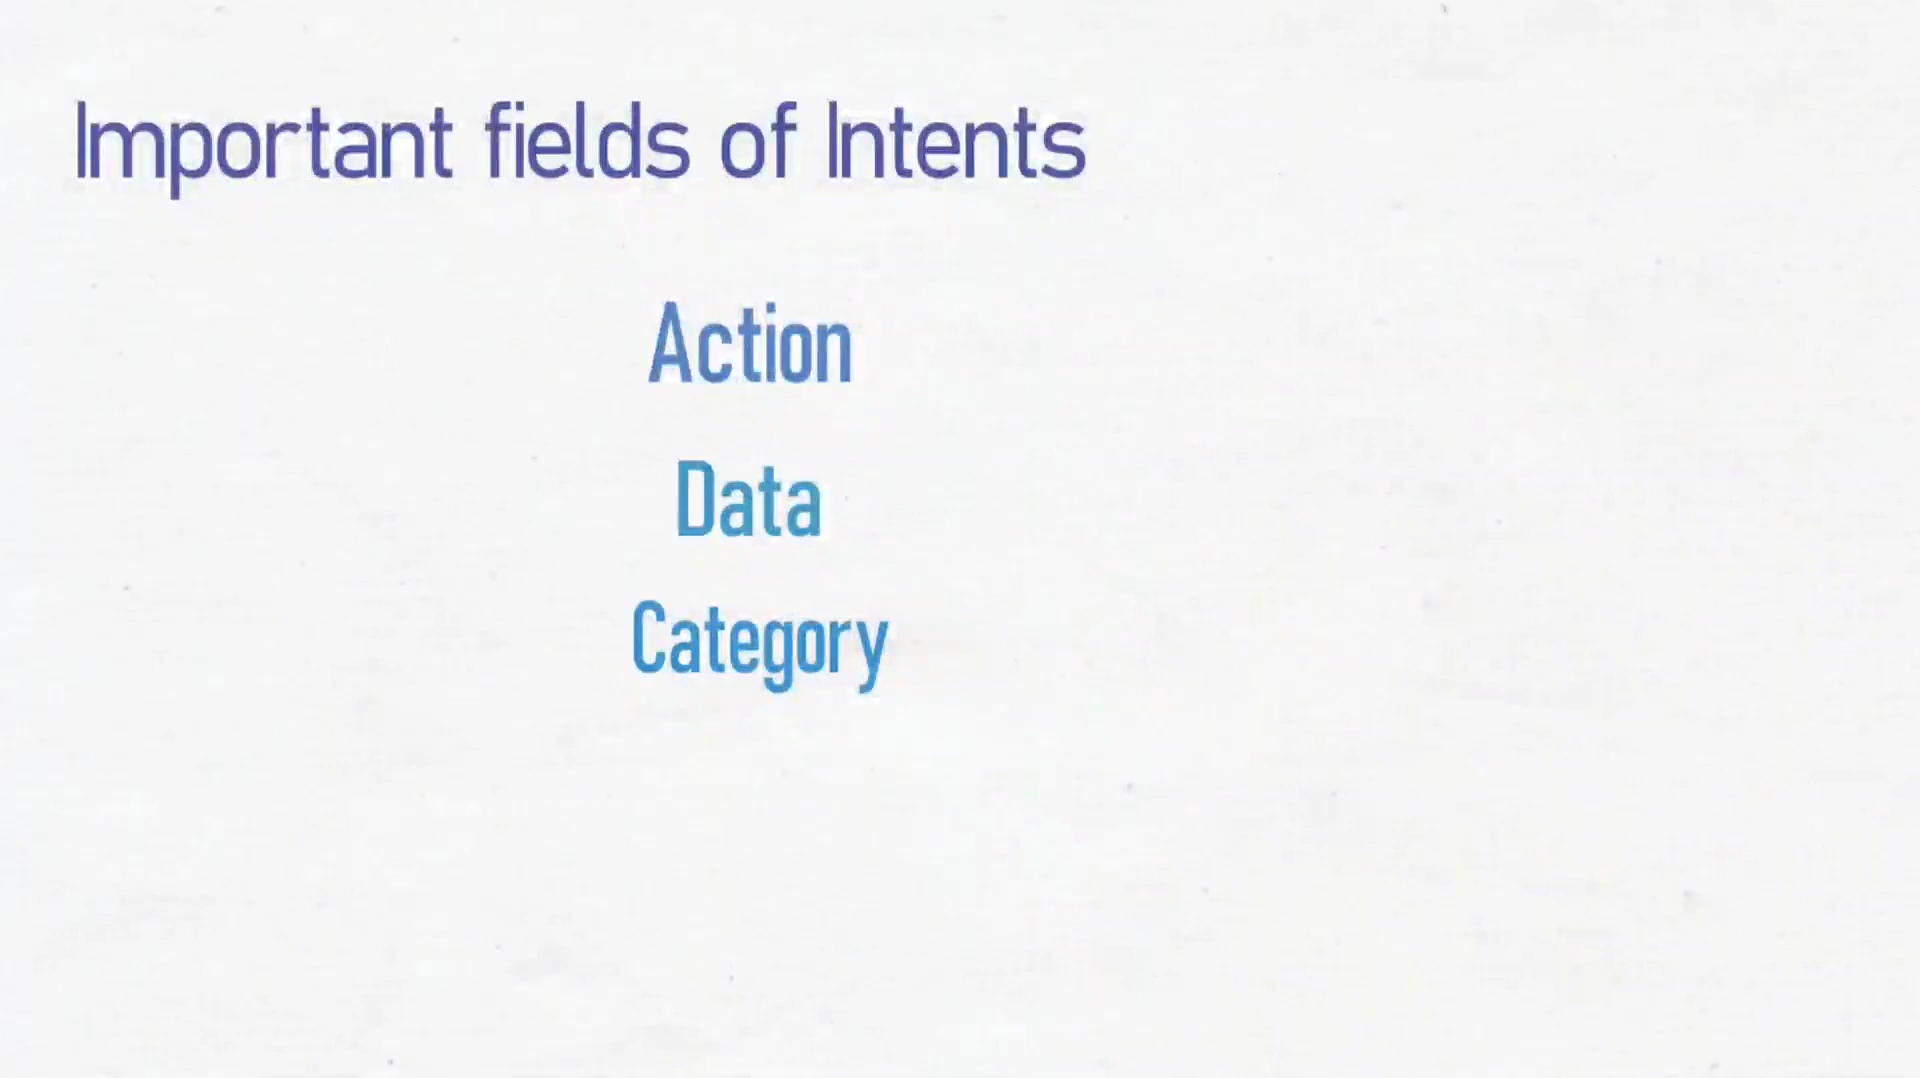 Important fields of Intents
Action
Data
Category